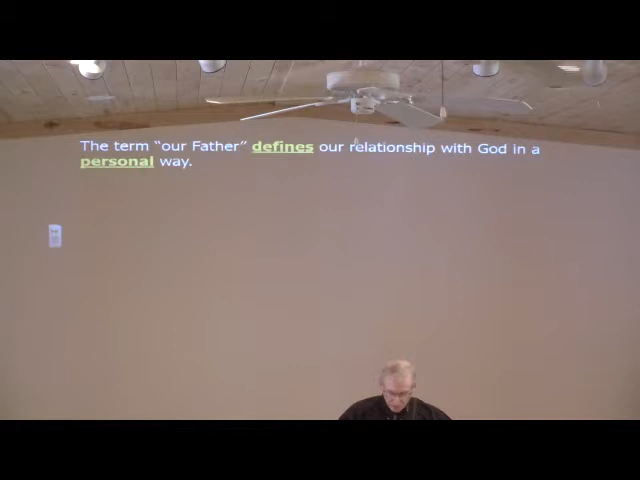 The term “our Father” defines our relationship with God in a
personal way.